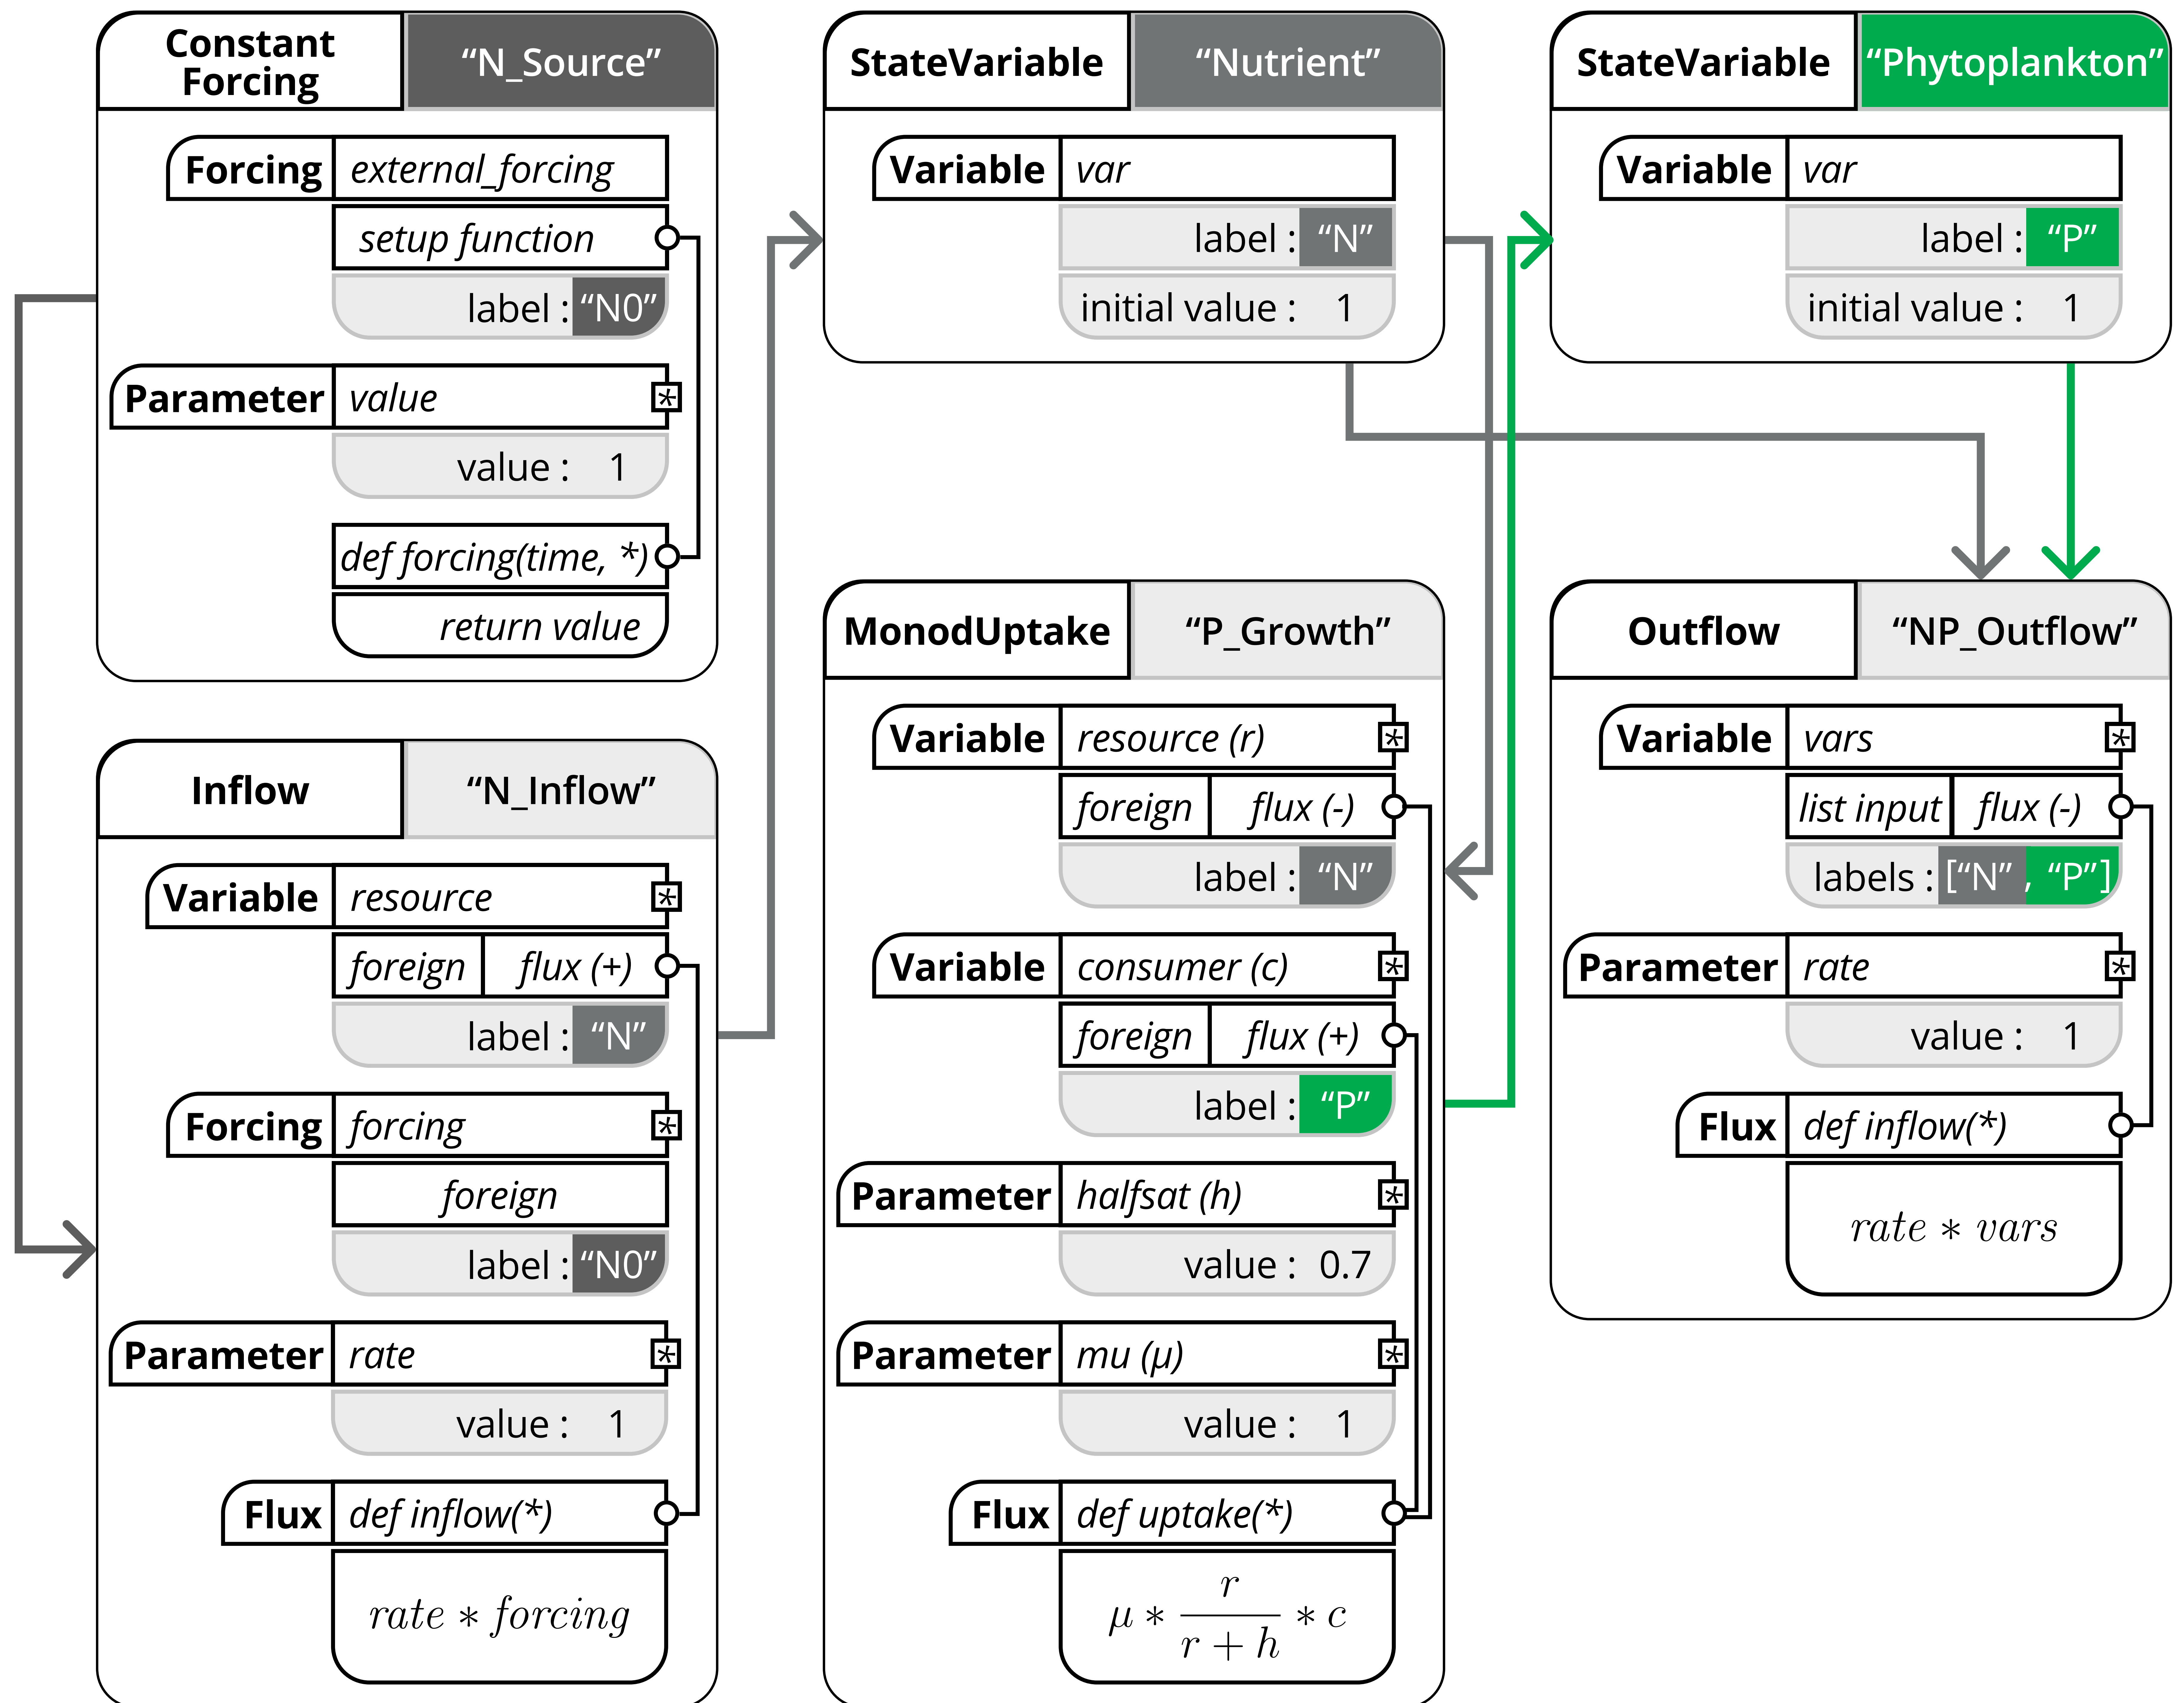 Constant
Forcing
“N_Source”
Forcing external_forcing
setup function
label : “N0”
Parameter value *
value : 1
def forcing(time, *)
return value
StateVariable “Nutrient”
Variable var
label : “N”
initial value : 1
StateVariable “Phytoplankton”
Variable var
label : “P”
initial value : 1
Inflow “N_Inflow”
Variable resource *
foreign flux (+)
label : “N”
Forcing forcing *
foreign
label : “N0”
Parameter rate *
value : 1
Flux def inflow(*)
rate ∗ forcing
MonodUptake “P_Growth”
Variable resource (r) *
foreign flux (-)
label : “N”
Variable consumer (c) *
foreign flux (+)
label : “P”
Parameter halfsat (h) *
value : 0.7
Parameter mu (μ) *
value : 1
Flux def uptake(*)
r
μ ∗ ∗ c
r + h
Outflow “NP_Outflow”
Variable vars *
list input flux (-)
labels : [“N” , “P”]
Parameter rate *
value : 1
Flux def inflow(*)
rate ∗ vars